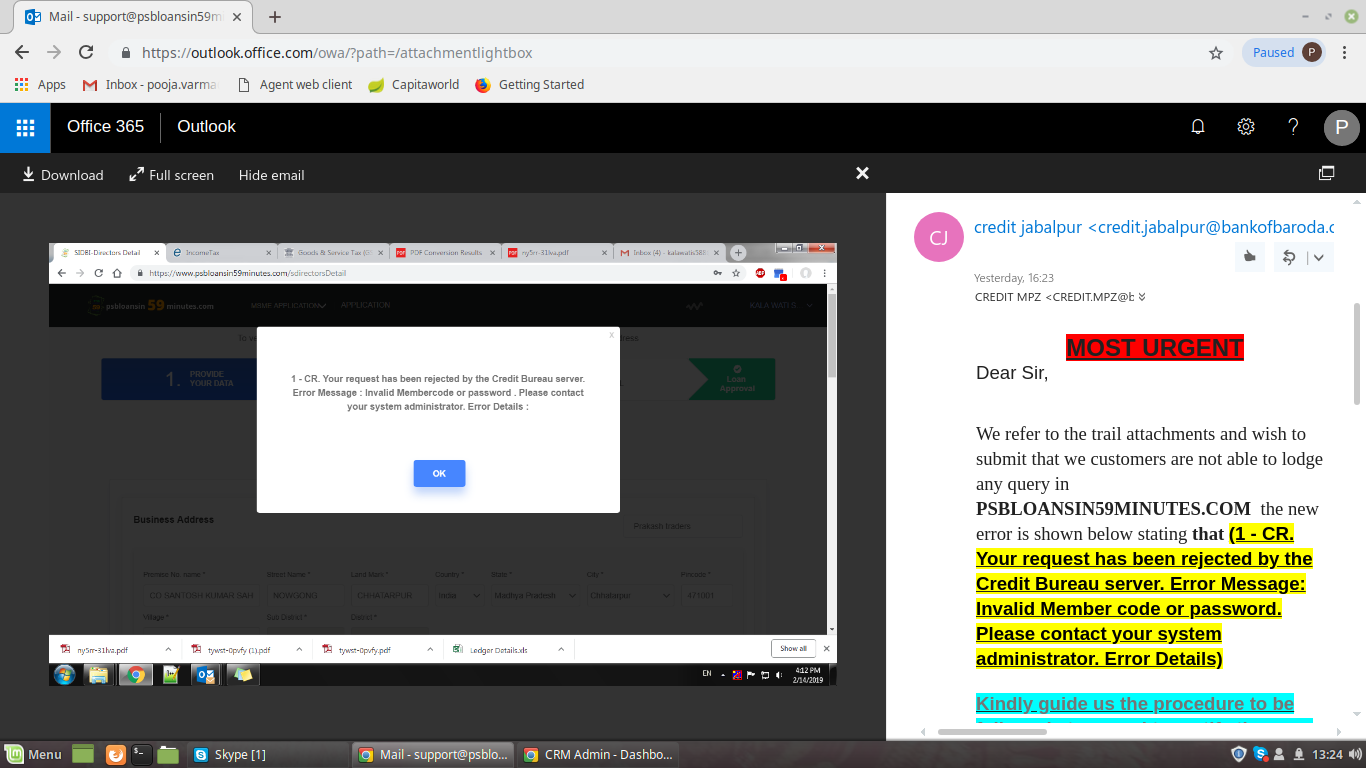 Mail - support@psbloansin59m
https://outlook.office.com/owa/?path=/attachmentlightbox
Paused P
Apps Inbox - pooja.varma Agent web client Capitaworld Getting Started
Office 365 Outlook ? P
Download Full screen Hide email
SIDBI-Directors Detail IncomeTax Goods & Service Tax PDF Conversion Results ny5rr-31lva.pdf Inbox (4)
https://www.psbloansin59minutes.com/sdirectorsDetail
psbloansin 59 minutes.com MSME APPLICATION APPLICATION
1. PROVIDE
YOUR DATA
Loan
Approval
x
1 - CR. Your request has been rejected by the Credit Bureau server.
Error Message : Invalid Membercode or password . Please contact
your system administrator. Error Details :
OK
Business Address
Prakash traders
Premise No. name * Street Name * Land Mark * Country * State * City * Pincode *
CO SANTOSH KUMAR SAH NOWGONG CHHATARPUR India Madhya Pradesh Chhatarpur 471001
Village * Sub District * District *
ny5rr-31lva.pdf tywst-0pvfy (1).pdf tywst-0pvfy.pdf Ledger Details.xls Show all
EN 4:12 PM
2/14/2019
CJ
credit jabalpur <credit.jabalpur@bankofbaroda.c
Yesterday, 16:23
CREDIT MPZ <CREDIT.MPZ@b
MOST URGENT
Dear Sir,
We refer to the trail attachments and wish to
submit that we customers are not able to lodge
any query in
PSBLOANSIN59MINUTES.COM the new
error is shown below stating that (1 - CR.
Your request has been rejected by the
Credit Bureau server. Error Message:
Invalid Member code or password.
Please contact your system
administrator. Error Details)
Kindly guide us the procedure to be
Menu Skype [1] Mail - support@psblo... CRM Admin - Dashbo... 13:24